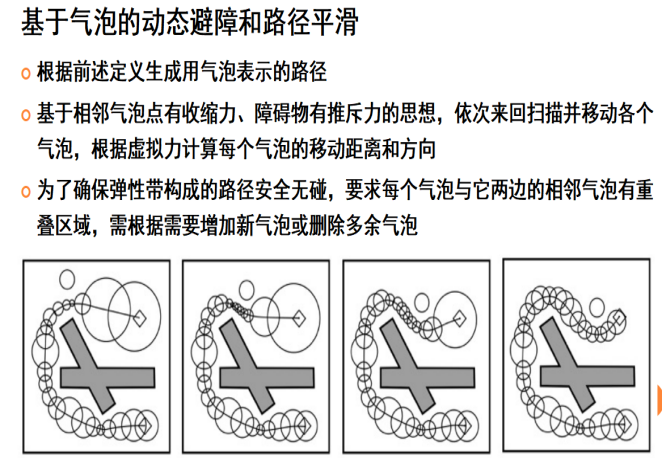 基于气泡的动态避障和路径平滑
根据前述定义生成用气泡表示的路径
基于相邻气泡点有收缩力、障碍物有推斥力的思想，依次来回扫描并移动各个
气泡，根据虚拟力计算每个气泡的移动距离和方向
为了确保弹性带构成的路径安全无碰，要求每个气泡与它两边的相邻气泡有重
叠区域，需根据需要增加新气泡或删除多余气泡